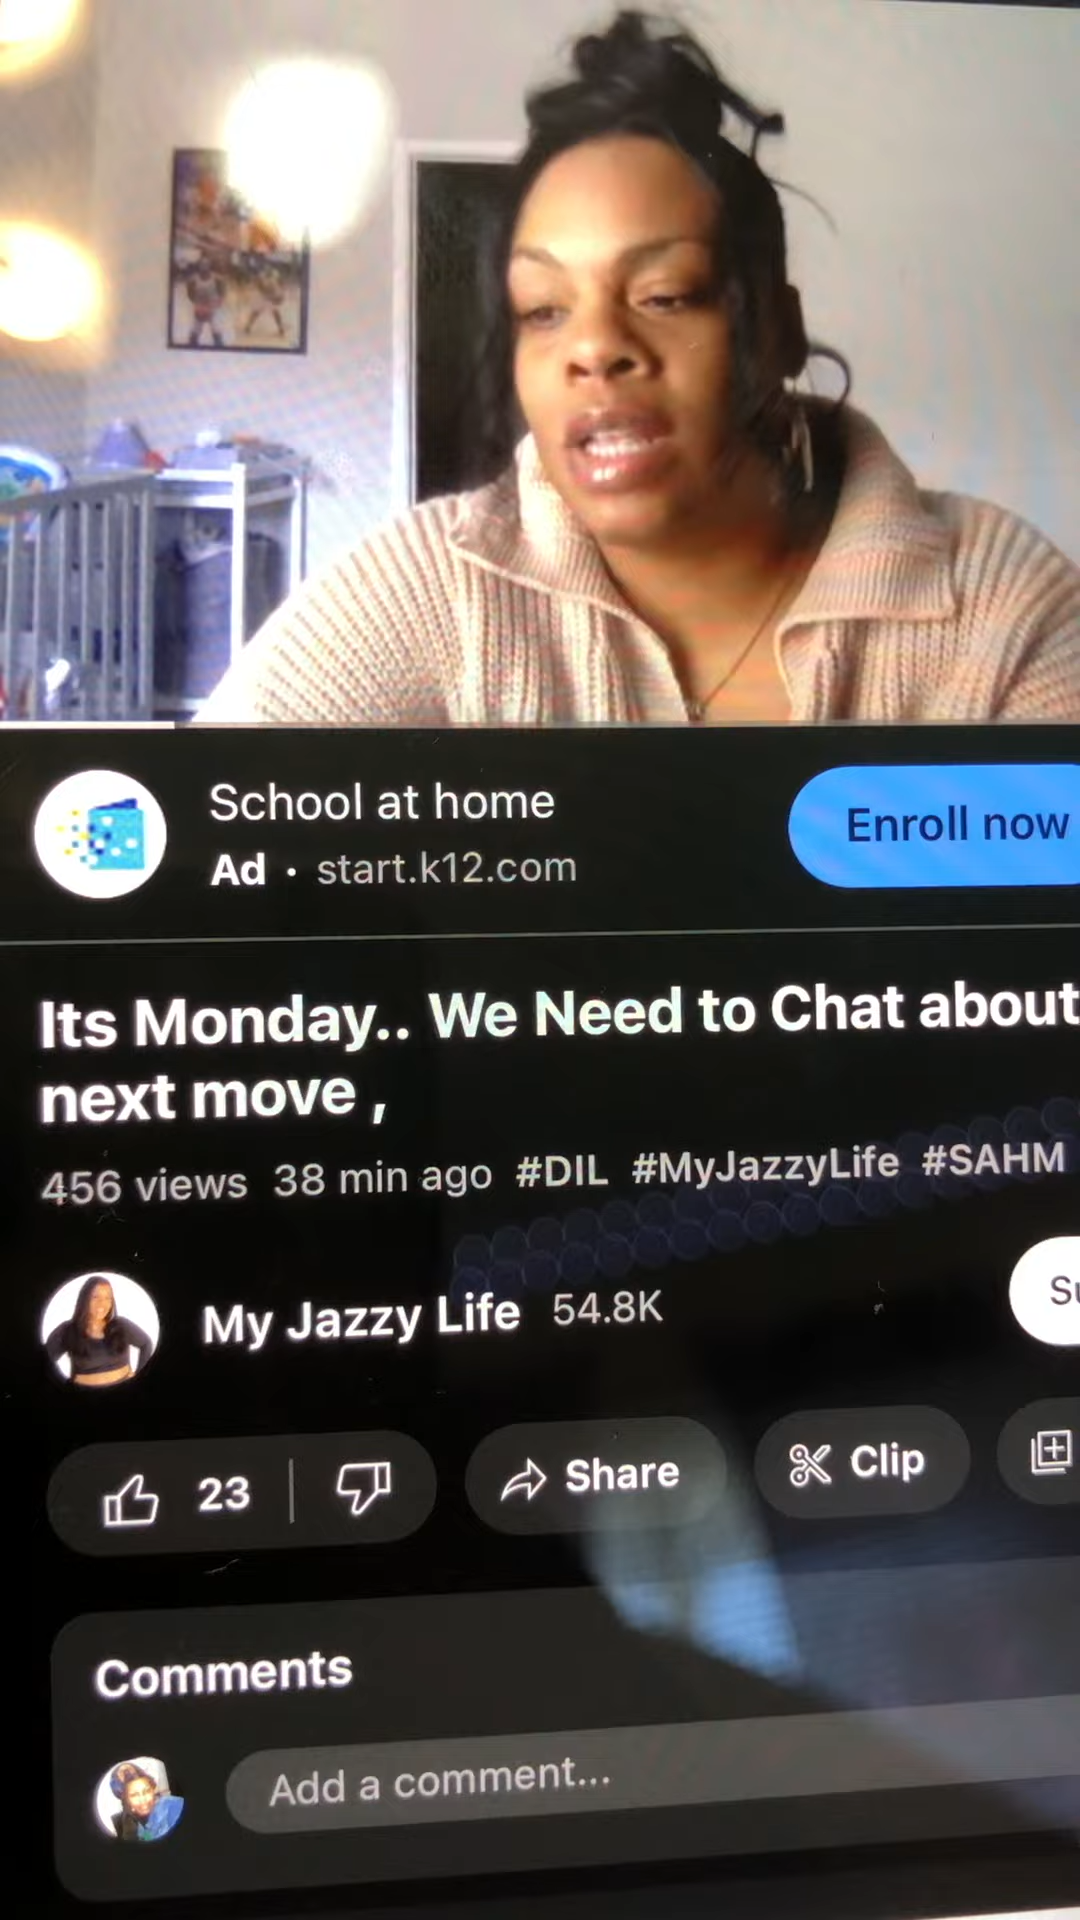 School at home
Enroll now
Ad · start.k12.com
Its Monday.. We Need to Chat about
next move ,
456 views 38 min ago #DIL #MyJazzyLife #SAHM
My Jazzy Life 54.8K
23
Share
Clip
Comments
Add a comment...